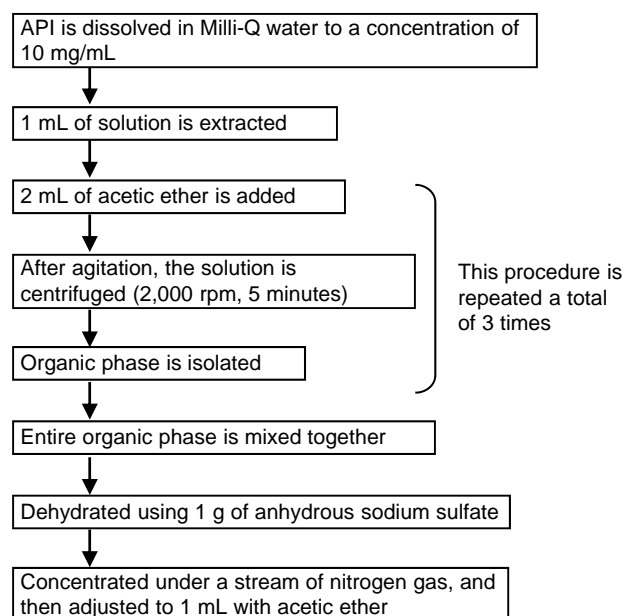 API is dissolved in Milli-Q water to a concentration of
10 mg/mL
1 mL of solution is extracted
2 mL of acetic ether is added
After agitation, the solution is
centrifuged (2,000 rpm, 5 minutes)
Organic phase is isolated
This procedure is
repeated a total
of 3 times
Entire organic phase is mixed together
Dehydrated using 1 g of anhydrous sodium sulfate
Concentrated under a stream of nitrogen gas, and
then adjusted to 1 mL with acetic ether